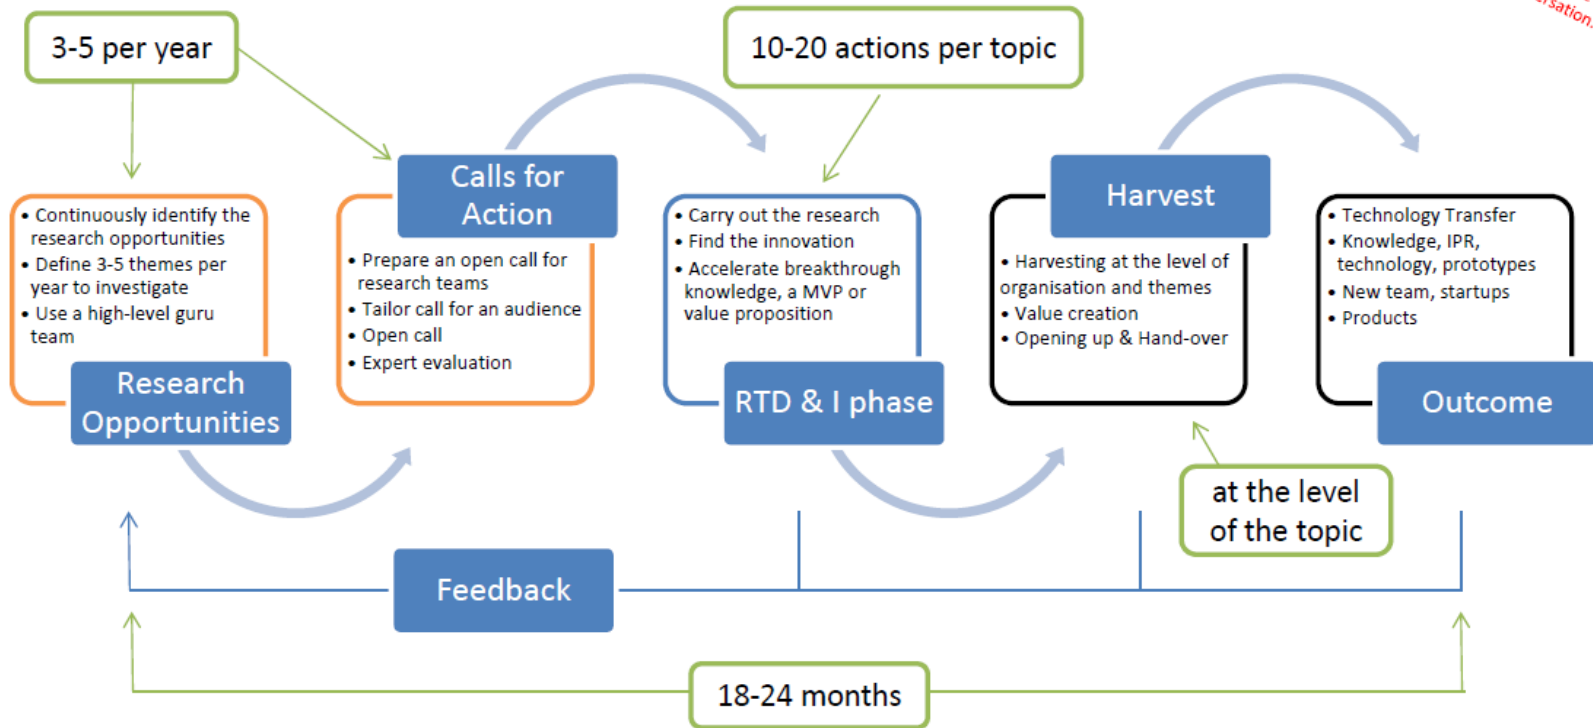 3-5 per year
10-20 actions per topic
Calls for
Action
Harvest
• Continuously identify the
research opportunities
• Define 3-5 themes per
year to investigate
• Use a high-level guru
team
Research
Opportunities
• Prepare an open call for
research teams
• Tailor call for an audience
• Open call
• Expert evaluation
• Carry out the research
• Find the innovation
• Accelerate breakthrough
knowledge, a MVP or
value proposition
RTD & I phase
• Harvesting at the level of
organisation and themes
• Value creation
• Opening up & Hand-over
• Technology Transfer
• Knowledge, IPR,
technology, prototypes
• New team, startups
• Products
Outcome
at the level
of the topic
Feedback
18-24 months